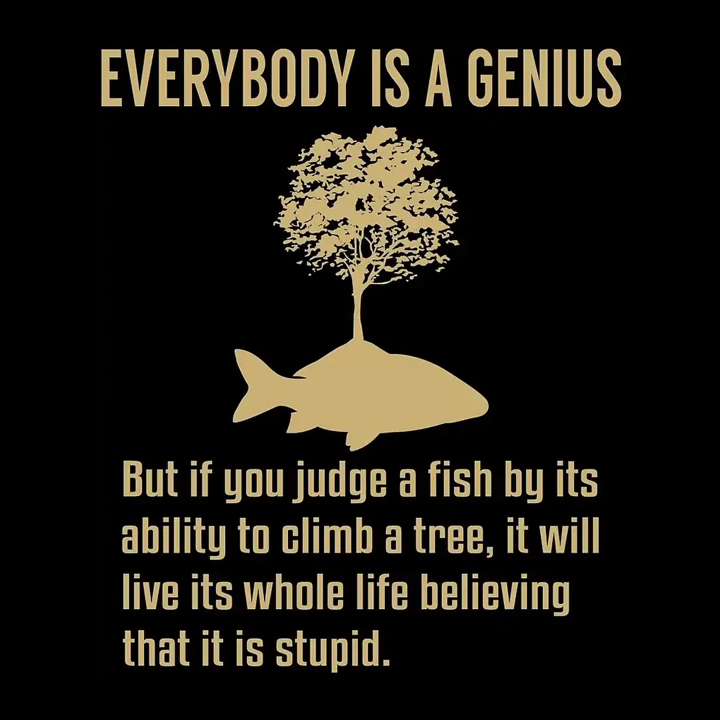 EVERYBODY IS A GENIUS
But if you judge a fish by its
ability to climb a tree, it will
live its whole life believing
that it is stupid.